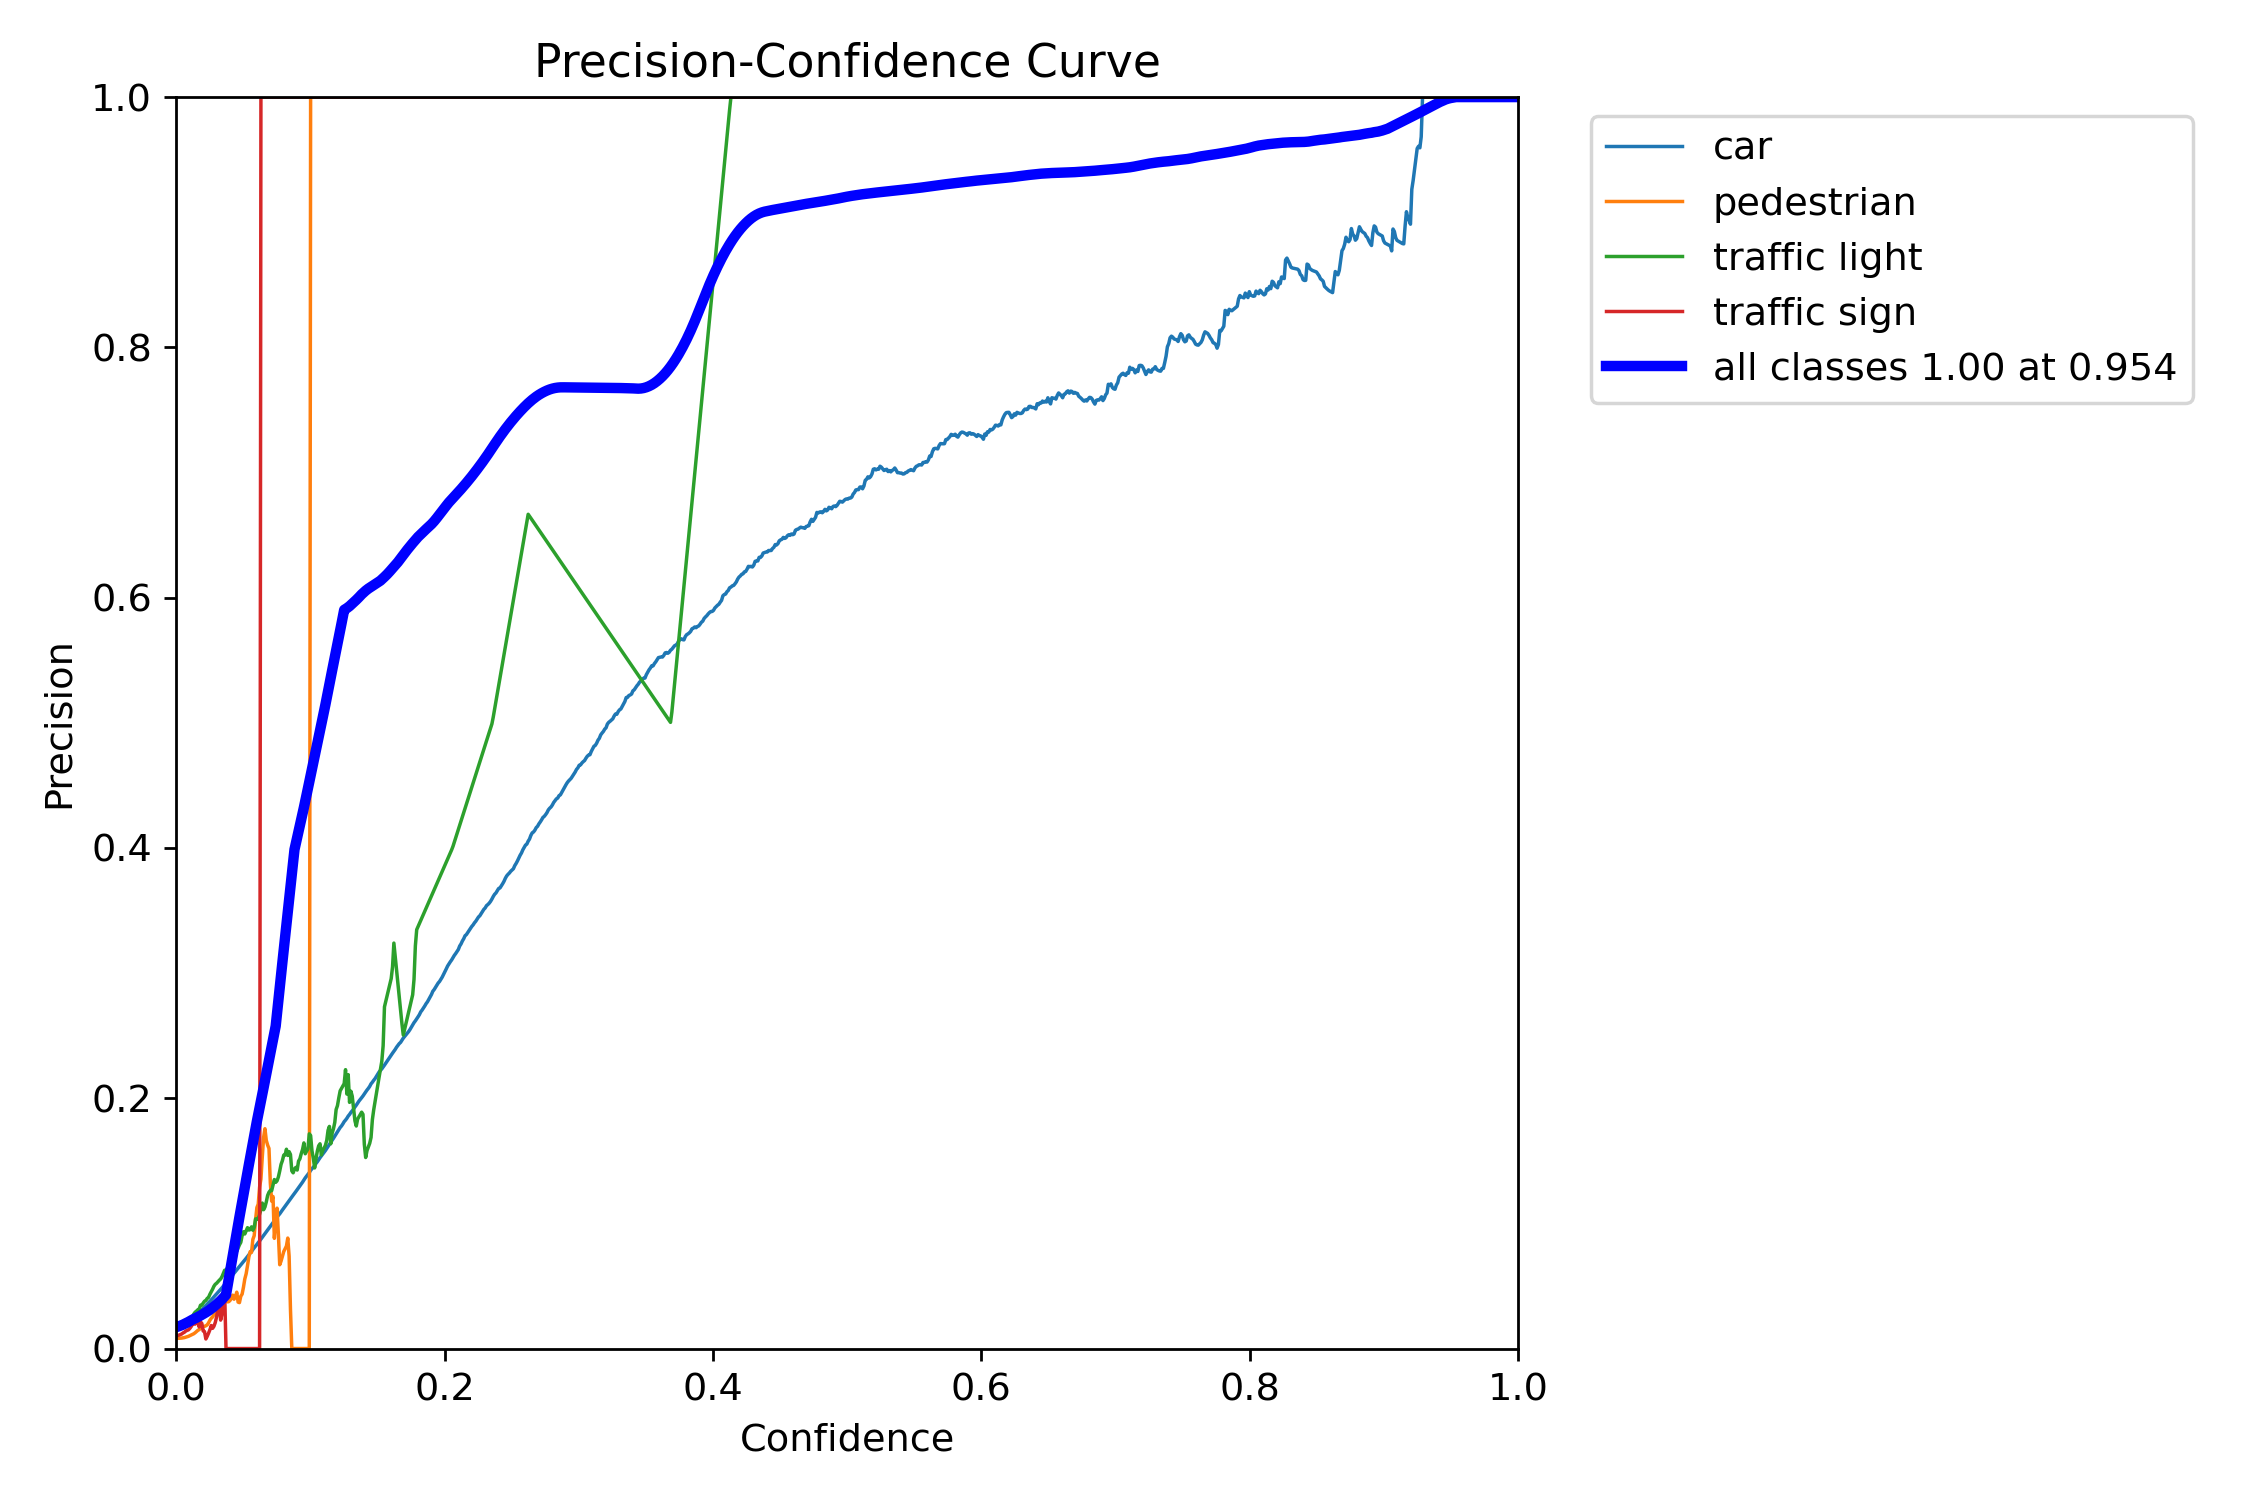 Precision-Confidence Curve
1.0
0.8
0.6
0.4
0.2
0.0
Precision
0.0 0.2 0.4 0.6 0.8 1.0
Confidence
car
pedestrian
traffic light
traffic sign
all classes 1.00 at 0.954